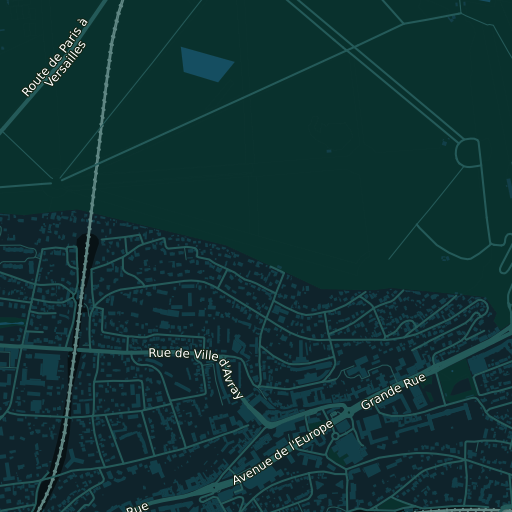 Route de Paris à
Versailles
Rue de Ville d'Avray
Grande Rue
Avenue de l'Europe
Rue